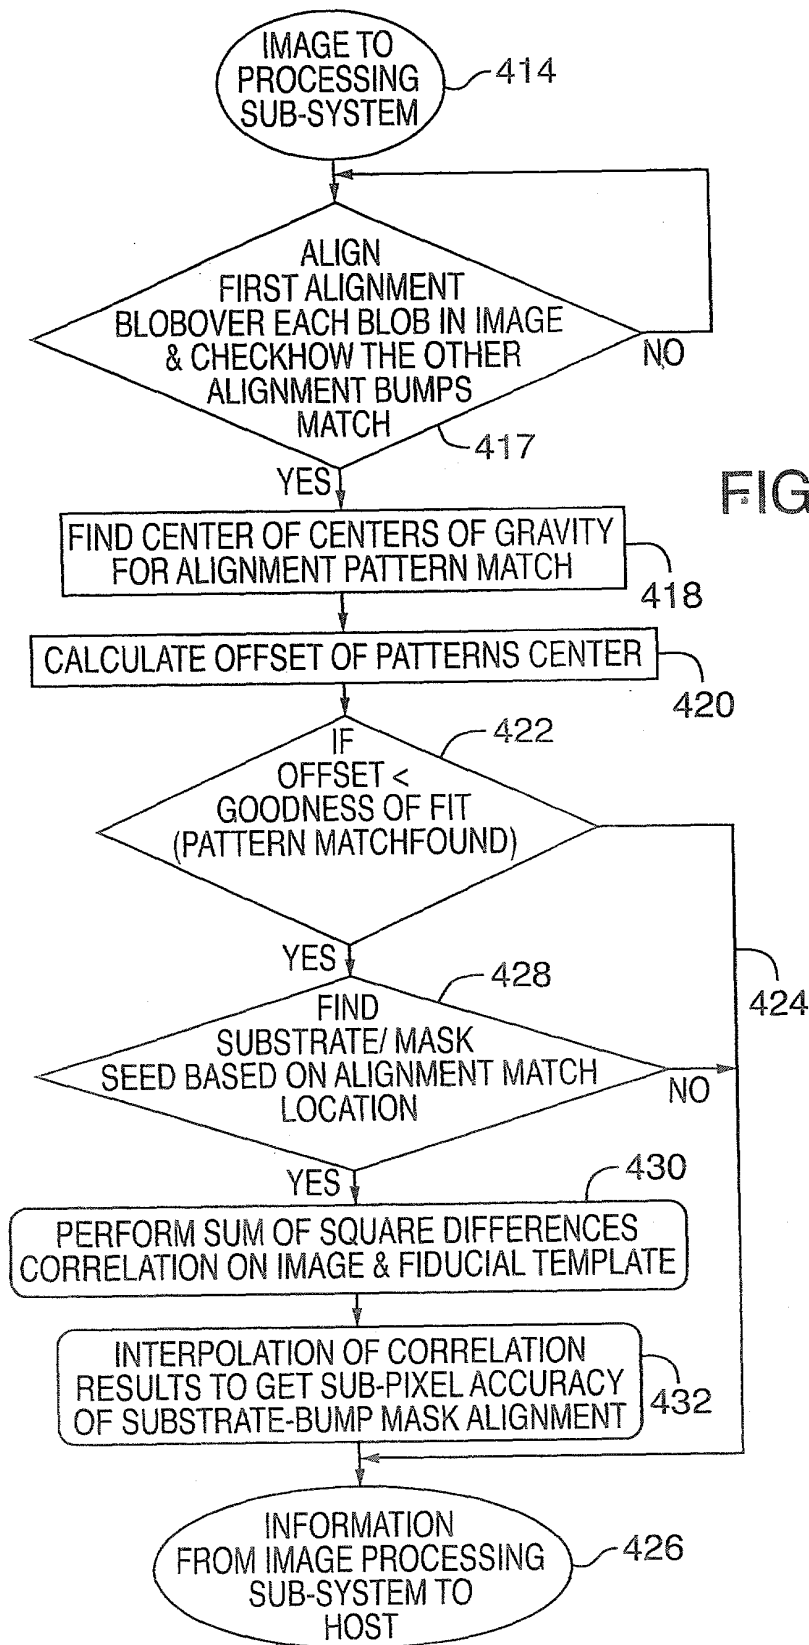 IMAGE TO
PROCESSING
SUB-SYSTEM
414
ALIGN
FIRST ALIGNMENT
BLOBOVER EACH BLOB IN IMAGE
& CHECKHOW THE OTHER
ALIGNMENT BUMPS
MATCH
NO
417
YES
FIG
FIND CENTER OF CENTERS OF GRAVITY
FOR ALIGNMENT PATTERN MATCH
418
CALCULATE OFFSET OF PATTERNS CENTER
420
IF
OFFSET <
GOODNESS OF FIT
(PATTERN MATCHFOUND)
422
YES
424
FIND
SUBSTRATE/ MASK
SEED BASED ON ALIGNMENT MATCH
LOCATION
428
NO
YES
430
PERFORM SUM OF SQUARE DIFFERENCES
CORRELATION ON IMAGE & FIDUCIAL TEMPLATE
INTERPOLATION OF CORRELATION
RESULTS TO GET SUB-PIXEL ACCURACY
OF SUBSTRATE-BUMP MASK ALIGNMENT
432
INFORMATION
FROM IMAGE PROCESSING
SUB-SYSTEM TO
HOST
426